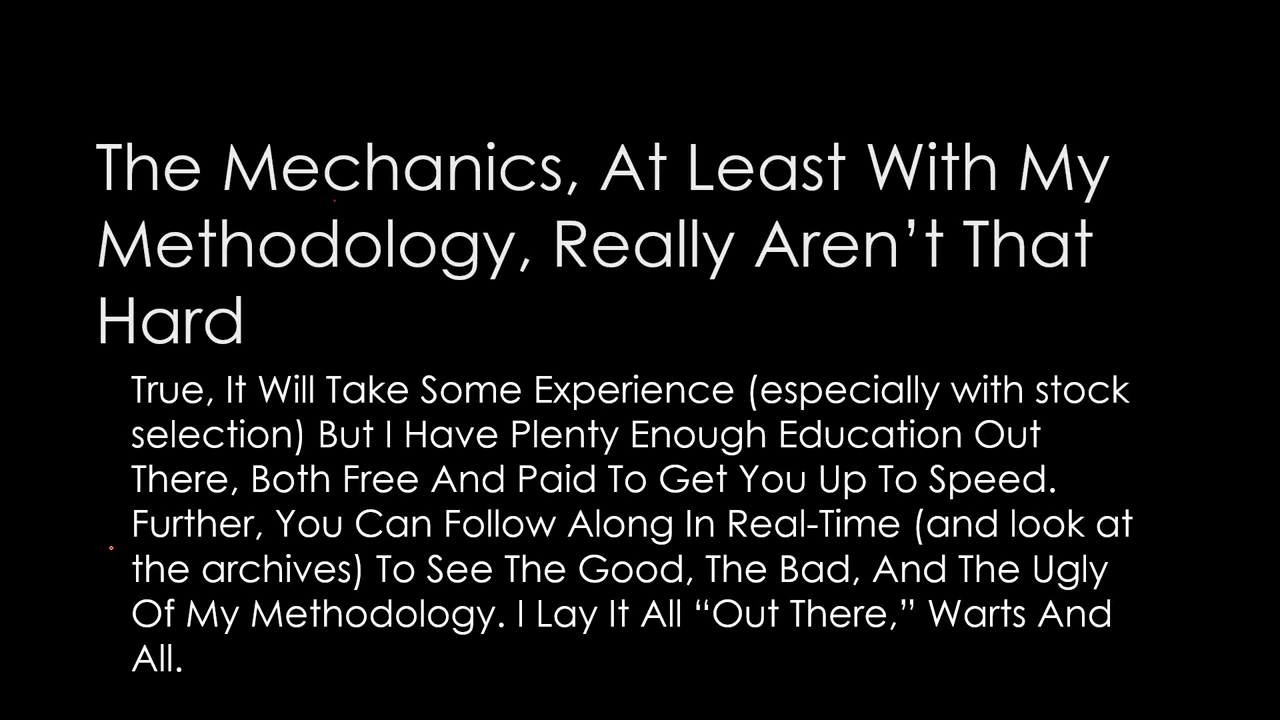 The Mechanics, At Least With My
Methodology, Really Aren’t That
Hard
True, It Will Take Some Experience (especially with stock
selection) But I Have Plenty Enough Education Out
There, Both Free And Paid To Get You Up To Speed.
Further, You Can Follow Along In Real-Time (and look at
the archives) To See The Good, The Bad, And The Ugly
Of My Methodology. I Lay It All “Out There,” Warts And
All.